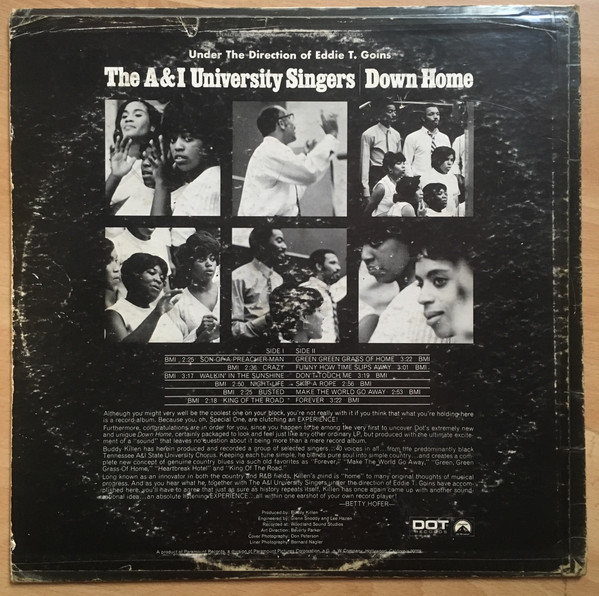 Under The Direction of Eddie T. Goins
The A&I University Singers Down Home
SIDE I SIDE II
BMI 2:25 SON-OF-A-PREACHER-MAN GREEN GREEN GRASS OF HOME 3:22 BMI
BMI 2:36 CRAZY FUNNY HOW TIME SLIPS AWAY 3:01 BMI
BMI 3:17 WALKIN' IN THE SUNSHINE DON'T TOUCH ME 3:19 BMI
BMI 2:50 NIGHT LIFE SKIP A ROPE 2:56 BMI
BMI 2:25 BUSTED MAKE THE WORLD GO AWAY 2:53 BMI
BMI 2:18 KING OF THE ROAD FOREVER 3:22 BMI
Although you might very well be the coolest one on your block, you're not really with it if you think that what you're holding here
is a record album. Because you, oh, Special One, are clutching an EXPERIENCE!
Furthermore, congratulations are in order for you, since you happen to be among the very first to uncover Dot's extremely new
and unique Down Home, certainly packaged to look and feel just like any other ordinary LP, but produced with the ultimate excite-
ment of a "sound" that leaves no question about it being more than a mere record album.
Buddy Killen has herein produced and recorded a group of selected singers...40 voices in all...from the predominantly black
Tennessee A&I State University Chorus. Keeping each tune simple, he blends pure soul into simple country...and creates a com-
plete new concept of genuine country blues via such old favorites as "Forever," "Make The World Go Away," "Green, Green
Grass Of Home," "Heartbreak Hotel" and "King Of The Road."
Long known as an innovator in both the country and R&B fields, Killen's mind is "home" to many original thoughts of musical
progress. And as you hear what he, together with The A&I University Singers under the direction of Eddie T. Goins have accom-
plished here, you'll have to agree that just as sure as history repeats itself, Killen has once again come up with another sound
idea...an absolute listening EXPERIENCE...all within one earshot of your own record player!
—BETTY HOFER—
Produced by: Buddy Killen
Engineered by: Glenn Snoddy and Lee Hazen
Recorded at: Woodland Sound Studios
Art Direction: Beverly Parker
Cover Photography: Don Peterson
Liner Photography: Bernard Nagler
DOT
RECORDS
A product of Paramount Records, a division of Paramount Pictures Corporation, a G & W Company, Hollywood, California